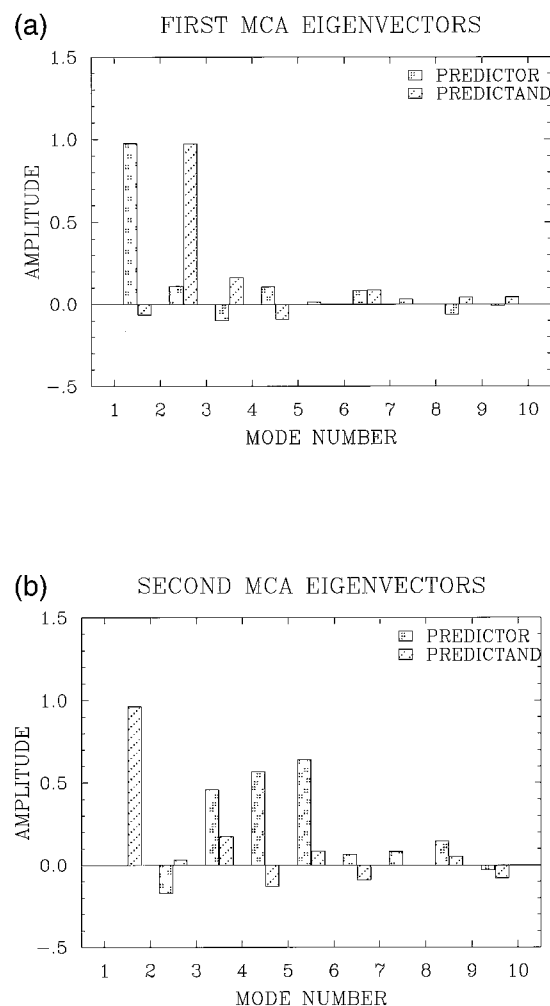 (a) FIRST MCA EIGENVECTORS
1.5
PREDICTOR
PREDICTAND
1.0
AMPLITUDE
0.5
0.0
-.5
1 2 3 4 5 6 7 8 9 10
MODE NUMBER
(b) SECOND MCA EIGENVECTORS
1.5
PREDICTOR
PREDICTAND
1.0
AMPLITUDE
0.5
0.0
-.5
1 2 3 4 5 6 7 8 9 10
MODE NUMBER